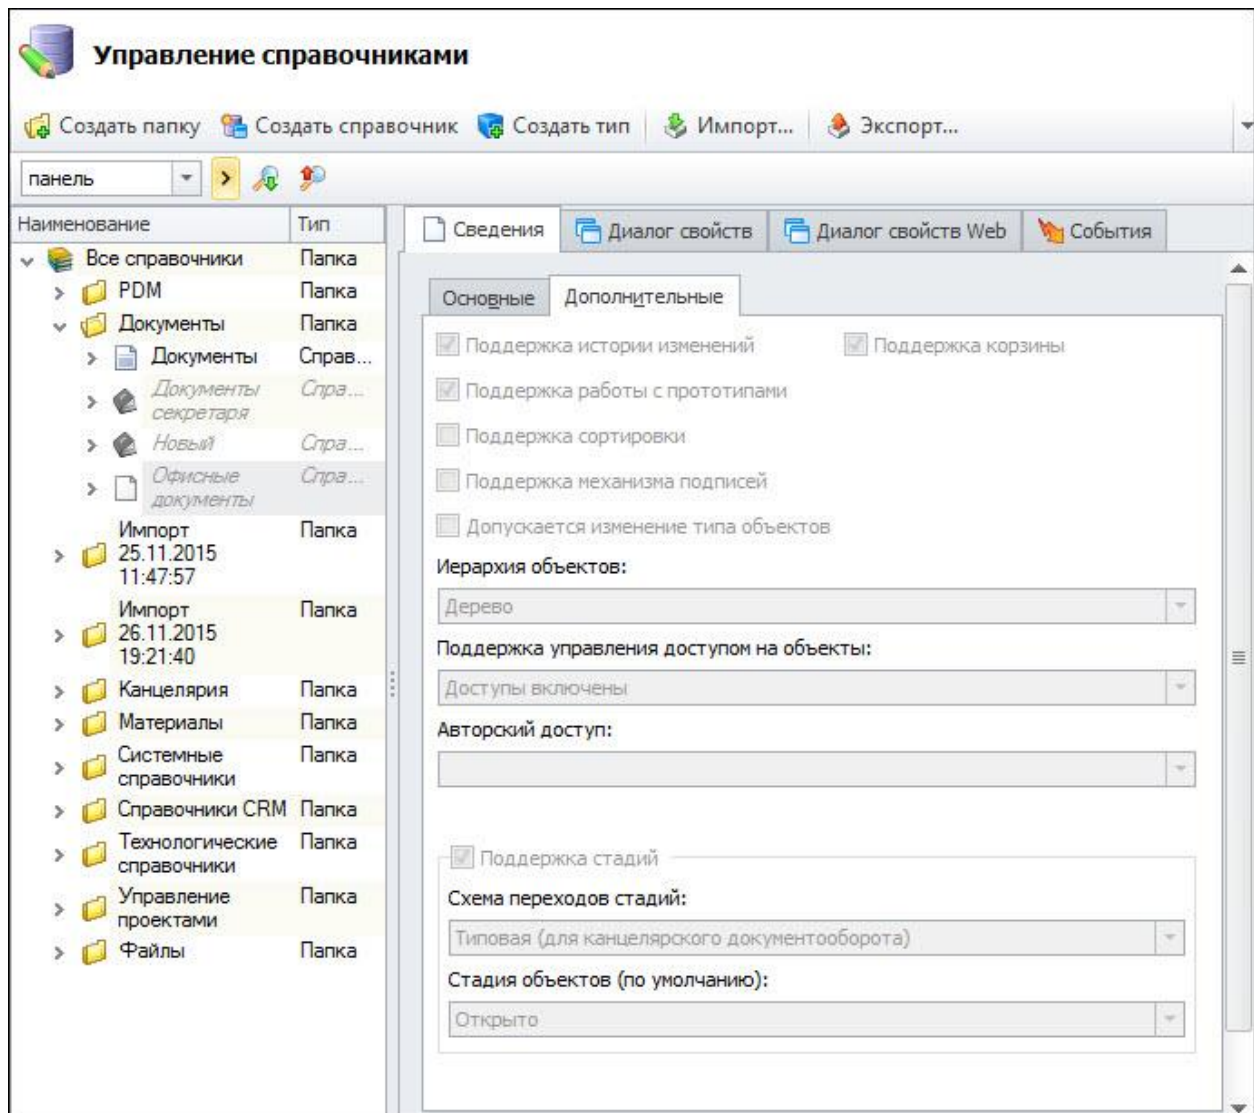 Управление справочниками
Создать папку Создать справочник Создать тип Импорт... Экспорт...
панель
Наименование Тип
Все справочники Папка
PDM Папка
Документы Папка
Документы Справ...
Документы Спра...
секретаря
Новый Спра...
Офисные Спра...
документы
Импорт Папка
25.11.2015
11:47:57
Импорт Папка
26.11.2015
19:21:40
Канцелярия Папка
Материалы Папка
Системные Папка
справочники
Справочники CRM Папка
Технологические Папка
справочники
Управление Папка
проектами
Файлы Папка
Сведения Диалог свойств Диалог свойств Web События
Основные Дополнительные
Поддержка истории изменений Поддержка корзины
Поддержка работы с прототипами
Поддержка сортировки
Поддержка механизма подписей
Допускается изменение типа объектов
Иерархия объектов:
Дерево
Поддержка управления доступом на объекты:
Доступы включены
Авторский доступ:
Поддержка стадий
Схема переходов стадий:
Типовая (для канцелярского документооборота)
Стадия объектов (по умолчанию):
Открыто